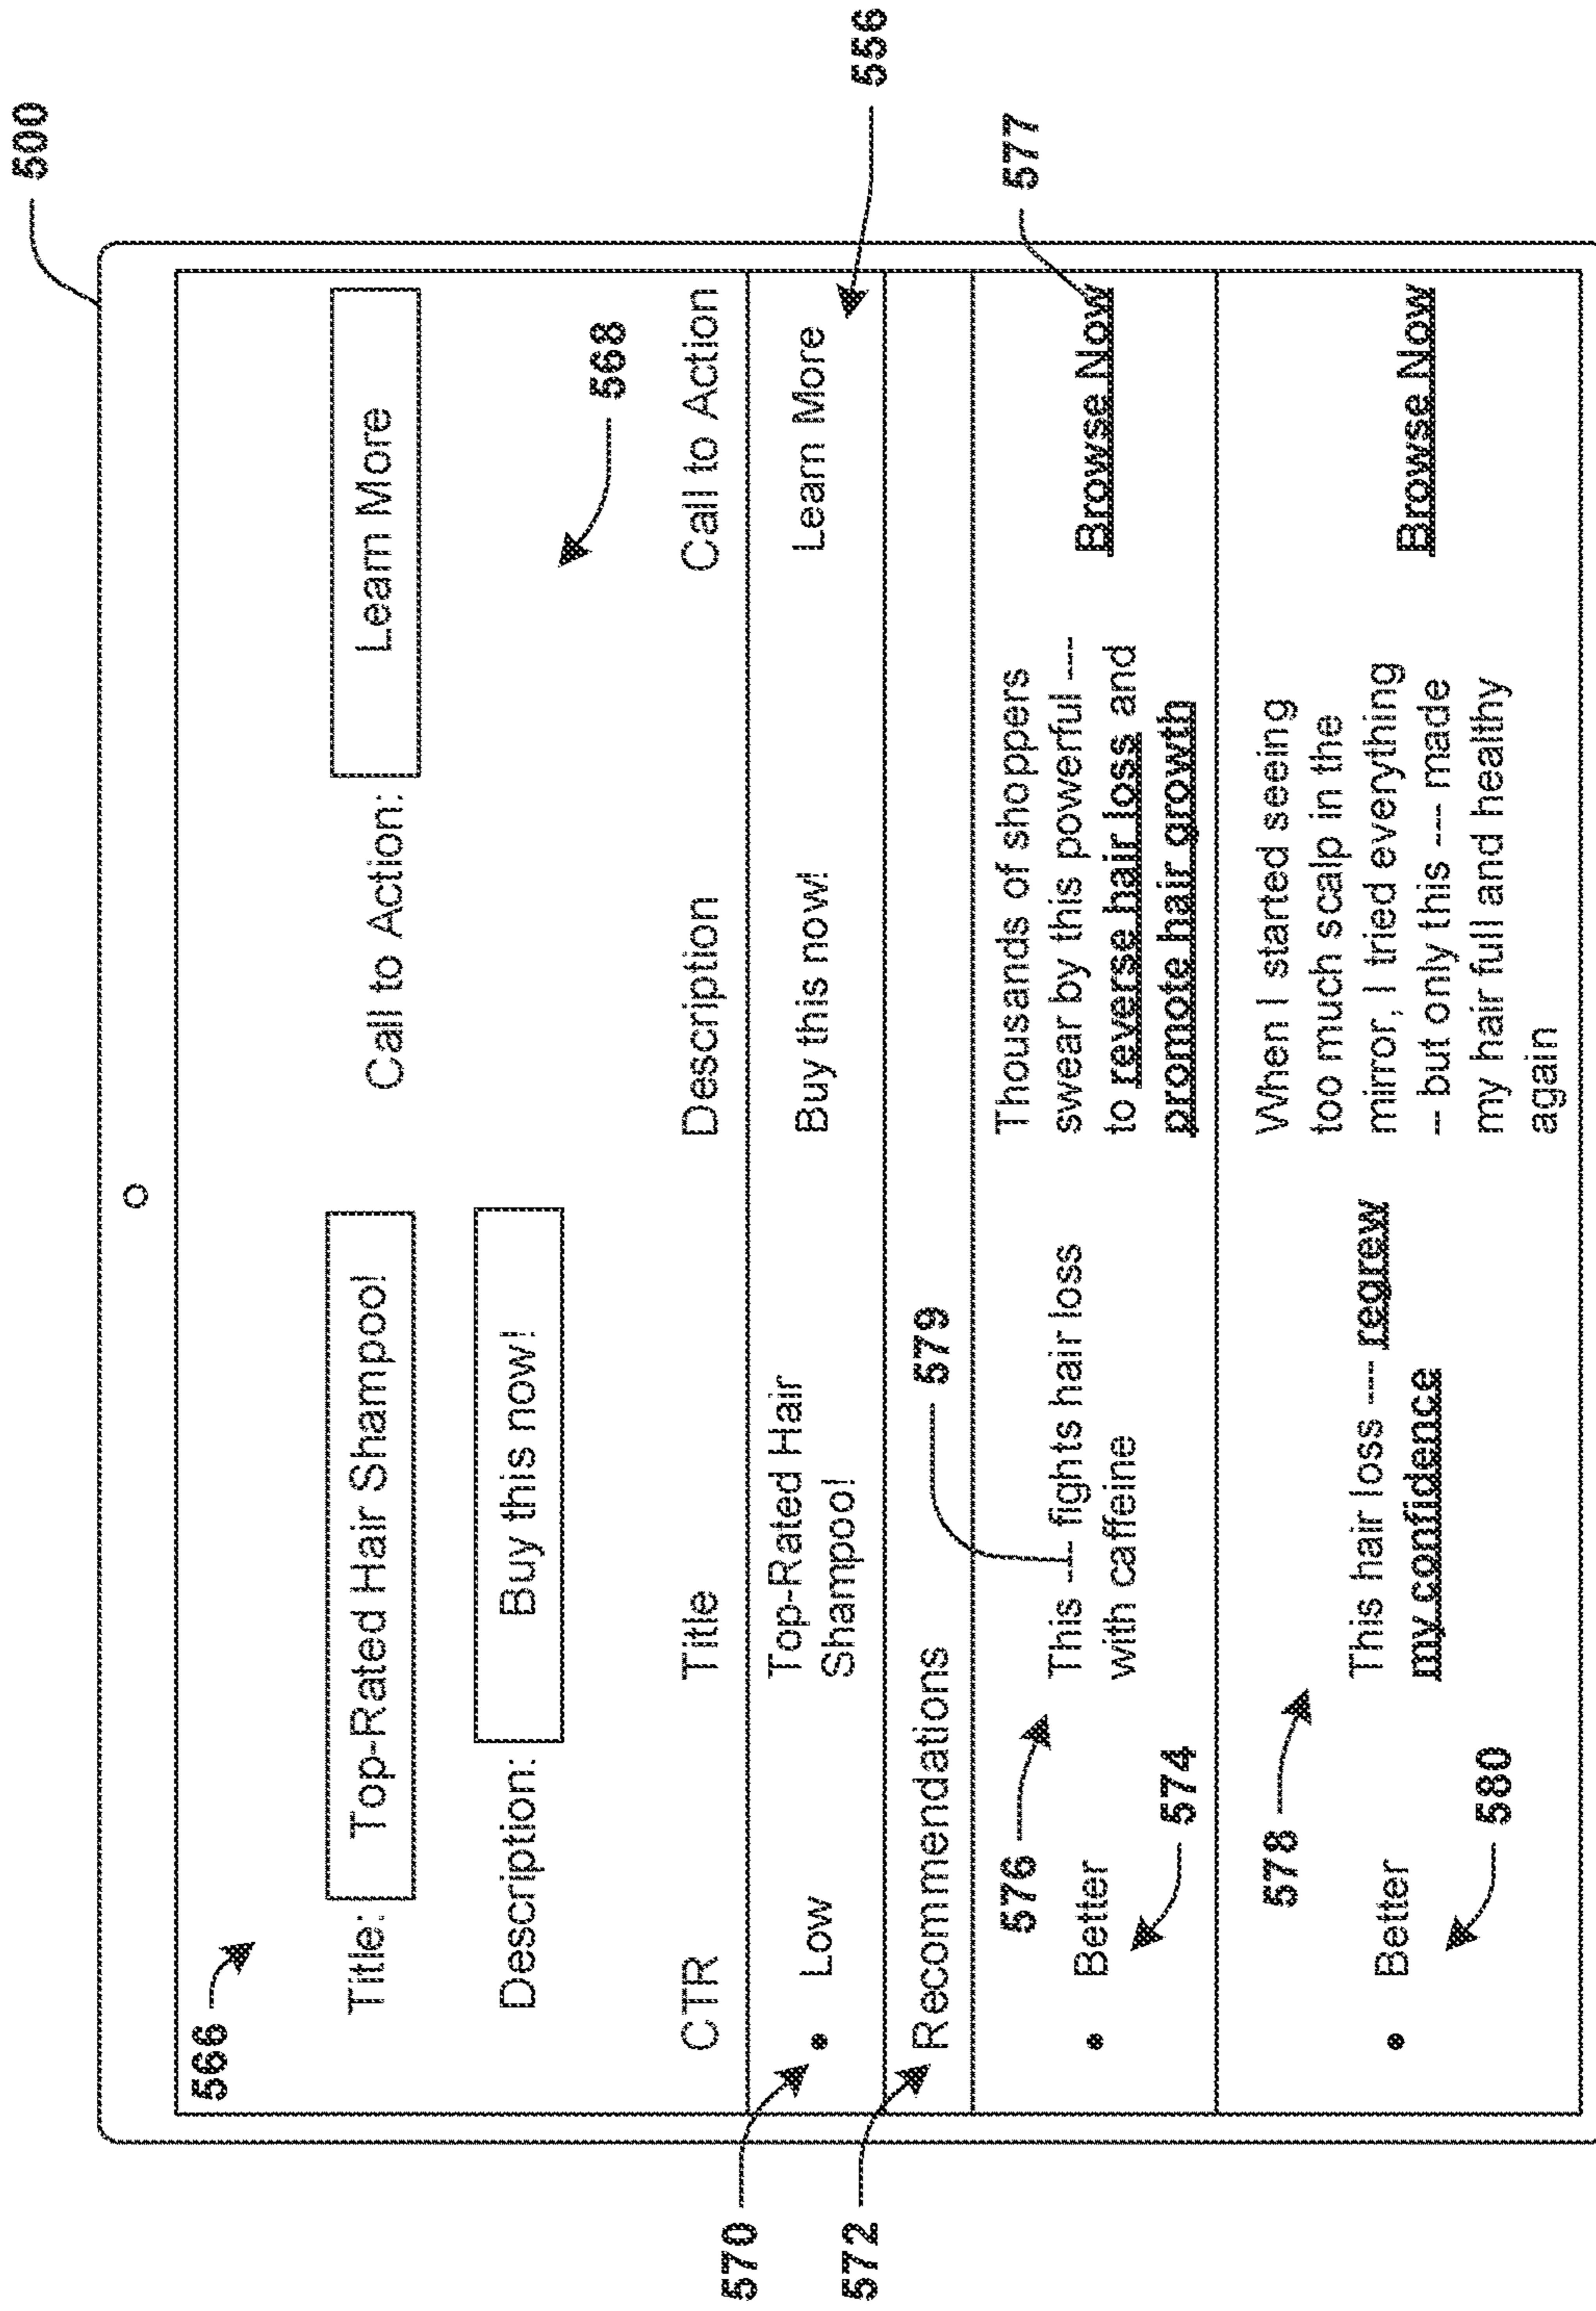 500
566
Title: Top-Rated Hair Shampoo!
Call to Action: Learn More
Description: Buy this now!
568
CTR Title Description Call to Action
570
• Low
Top-Rated Hair
Shampoo!
Buy this now!
Learn More
556
572
Recommendations
579
576
• Better
574
This --- fights hair loss
with caffeine
Thousands of shoppers
swear by this powerful ---
to reverse hair loss and
promote hair growth
Browse Now
577
578
• Better
580
This hair loss ---- regrew
my confidence
When I started seeing
too much scalp in the
mirror, I tried everything
-- but only this --- made
my hair full and healthy
again
Browse Now